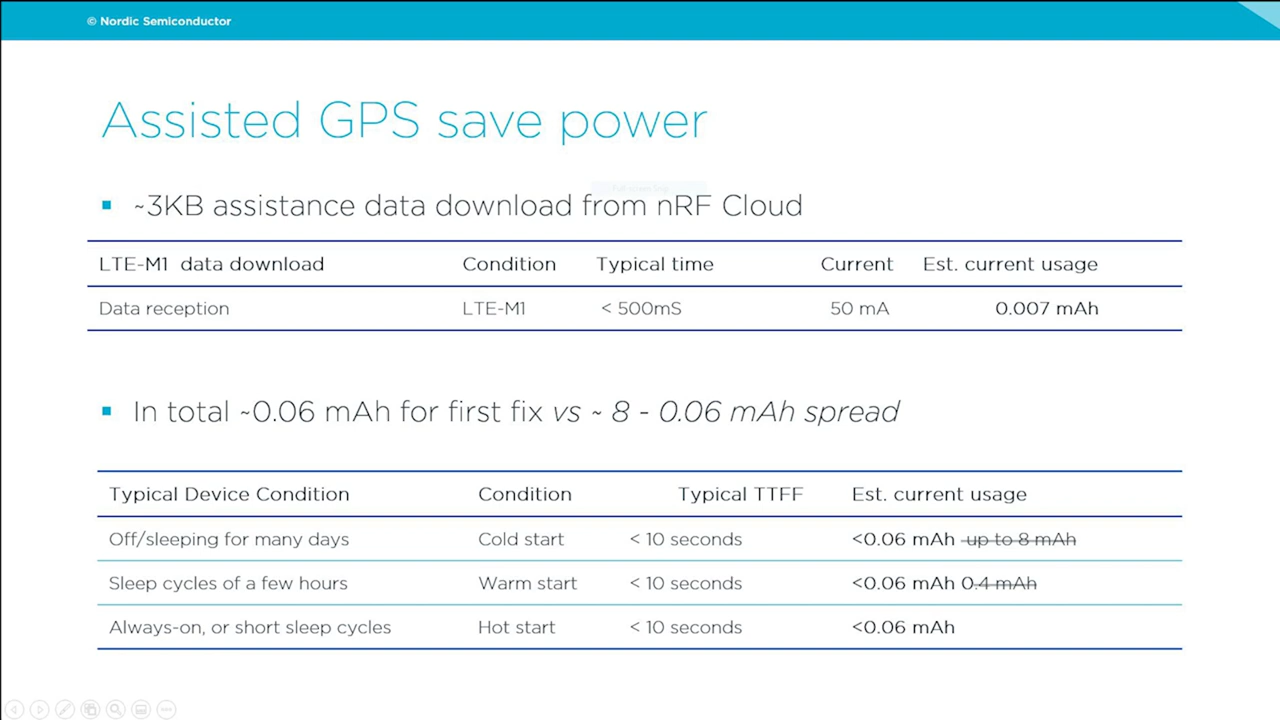 © Nordic Semiconductor
Assisted GPS save power
~3KB assistance data download from nRF Cloud
LTE-M1 data download Condition Typical time Current Est. current usage
Data reception LTE-M1 < 500mS 50 mA 0.007 mAh
In total ~0.06 mAh for first fix vs ~ 8 - 0.06 mAh spread
Typical Device Condition Condition Typical TTFF Est. current usage
Off/sleeping for many days Cold start < 10 seconds <0.06 mAh up to 8 mAh
Sleep cycles of a few hours Warm start < 10 seconds <0.06 mAh 0.4 mAh
Always-on, or short sleep cycles Hot start < 10 seconds <0.06 mAh